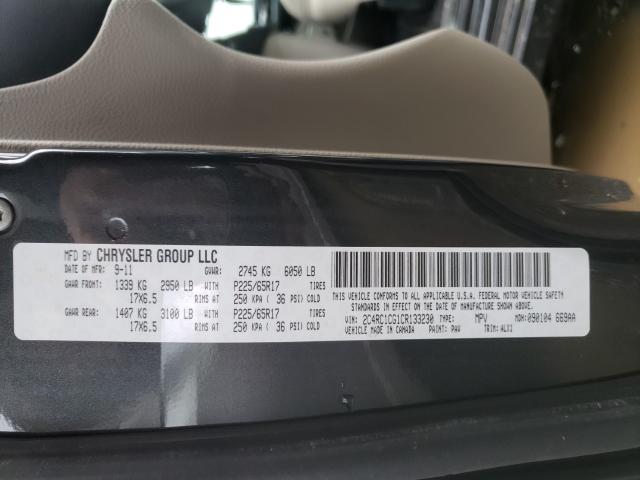 MFD BY CHRYSLER GROUP LLC
DATE OF MFR: 9-11 GVWR: 2745 KG 6050 LB
GAWR FRONT: 1339 KG 2950 LB WITH P225/65R17 TIRES
17X6.5 RIMS AT 250 KPA ( 36 PSI) COLD
GAWR REAR: 1407 KG 3100 LB WITH P225/65R17 TIRES
17X6.5 RIMS AT 250 KPA ( 36 PSI) COLD
THIS VEHICLE CONFORMS TO ALL APPLICABLE U.S.A. FEDERAL MOTOR VEHICLE SAFETY
STANDARDS IN EFFECT ON THE DATE OF MANUFACTURE SHOWN ABOVE.
VIN: 2C4RC1CG1CR133230 TYPE: MPV MDH: 090104 669AA
VEHICLE MADE IN CANADA PAINT: PAV TRIM: ALX1